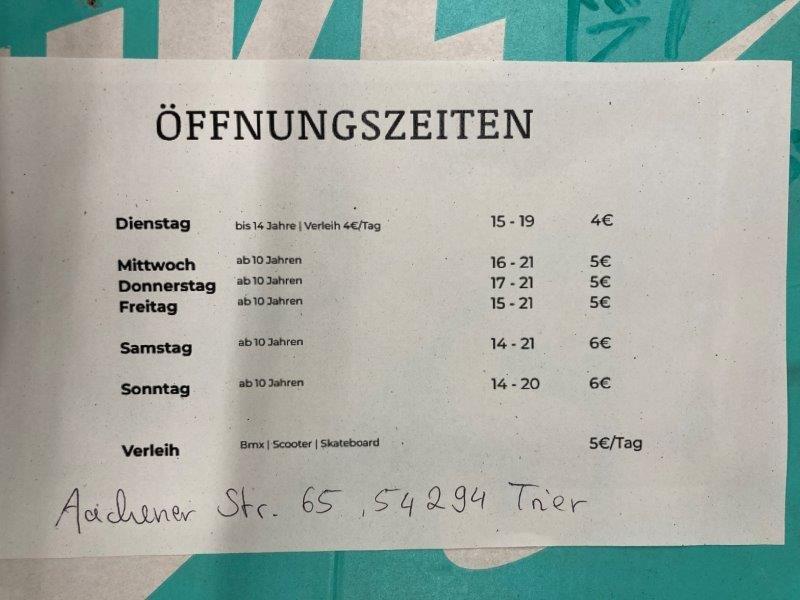 ÖFFNUNGSZEITEN
Dienstag bis 14 Jahre | Verleih 4€/Tag 15 - 19 4€
Mittwoch ab 10 Jahren 16 - 21 5€
Donnerstag ab 10 Jahren 17 - 21 5€
Freitag ab 10 Jahren 15 - 21 5€
Samstag ab 10 Jahren 14 - 21 6€
Sonntag ab 10 Jahren 14 - 20 6€
Verleih Bmx | Scooter | Skateboard 5€/Tag
Aachener Str. 65, 54294 Trier